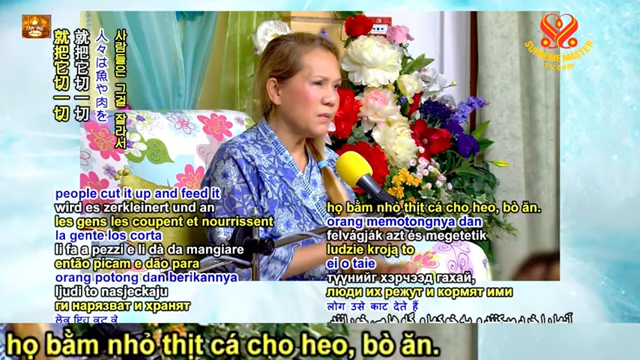 SUPREME MASTER
TV.com
사람들은 그걸 잘라서
人々は魚や肉を
就把它切一切
就把它切一切
people cut it up and feed it
wird es zerkleinert und an
les gens les coupent et nourrissent
la gente los corta
li fa a pezzi e li dà da mangiare
então picam e dão para
orang potong dan berikannya
ljudi to nasjeckaju
ги нарязват и хранят
họ bằm nhỏ thịt cá cho heo, bò ăn.
orang memotongnya dan
felvágják azt és megetetik
ludzie kroją to
ei o taie
түүнийг хэрчээд гахай,
люди их режут и кормят ими
लोग उसे काट देते हैं
họ bằm nhỏ thịt cá cho heo, bò ăn.